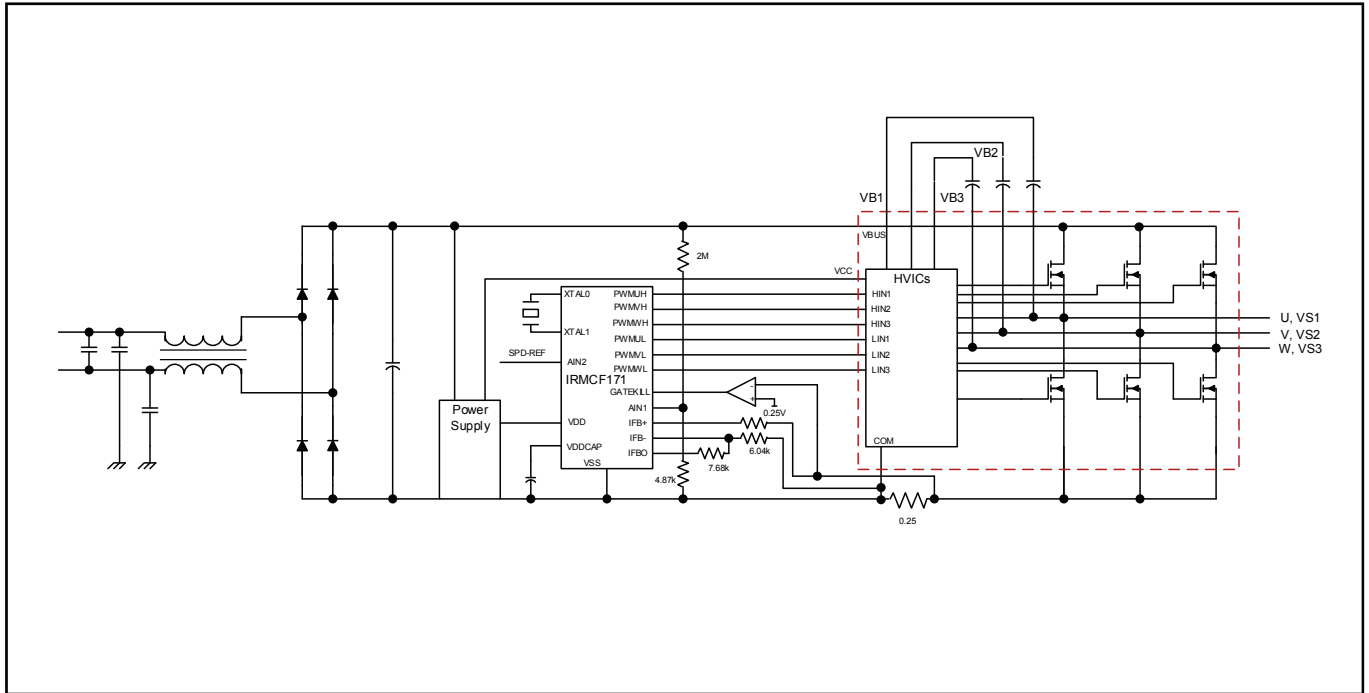 VB2
VB1
VB3
VBUS
2M
VCC
HVICs
XTAL0
PWMUH
HIN1
PWMVH
HIN2
PWMWH
HIN3
XTAL1
PWMUL
LIN1
SPD-REF
AIN2
PWMVL
LIN2
PWMWL
LIN3
IRMCF171
GATEKILL
-
+
0.25V
AIN1
U, VS1
V, VS2
W, VS3
Power
Supply
VDD
IFB+
IFB-
6.04k
COM
VDDCAP
IFBO
7.68k
VSS
4.87k
0.25